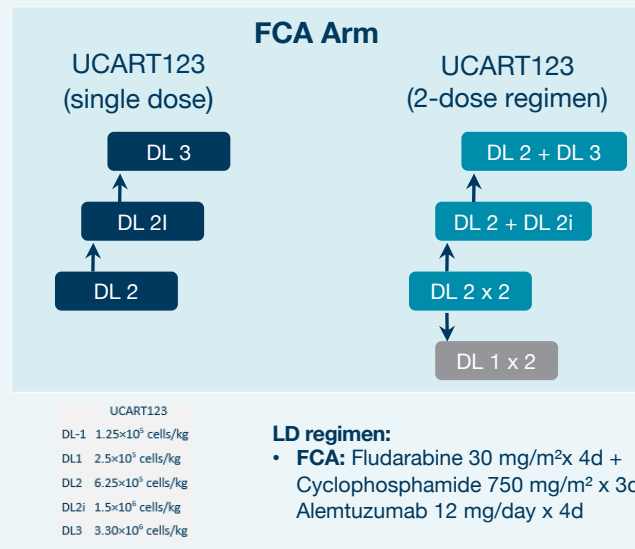 FCA Arm
UCART123
(single dose)
DL 3
DL 2I
DL 2
UCART123
(2-dose regimen)
DL 2 + DL 3
DL 2 + DL 2i
DL 2 x 2
DL 1 x 2
UCART123
DL-1 1.25×10⁵ cells/kg
DL1 2.5×10⁵ cells/kg
DL2 6.25×10⁵ cells/kg
DL2i 1.5×10⁶ cells/kg
DL3 3.30×10⁶ cells/kg
LD regimen:
• FCA: Fludarabine 30 mg/m²x 4d +
Cyclophosphamide 750 mg/m² x 3d
Alemtuzumab 12 mg/day x 4d